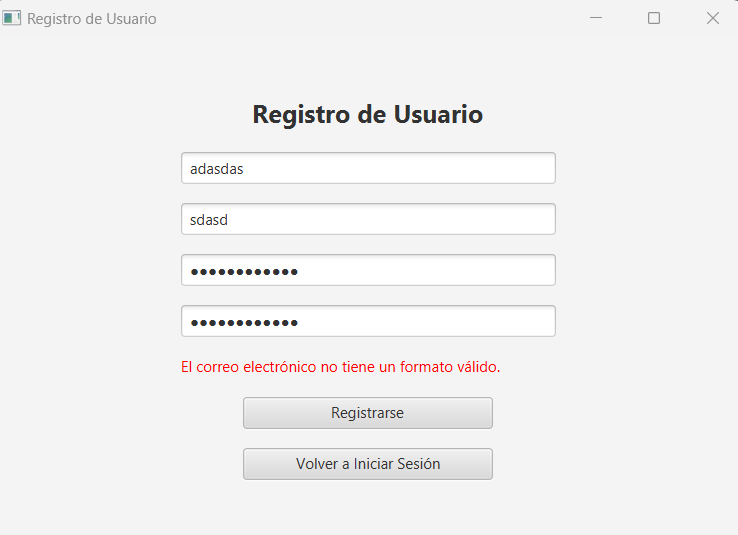 Registro de Usuario
Registro de Usuario
adasdas
sdasd
●●●●●●●●●●●●
●●●●●●●●●●●●
El correo electrónico no tiene un formato válido.
Registrarse
Volver a Iniciar Sesión